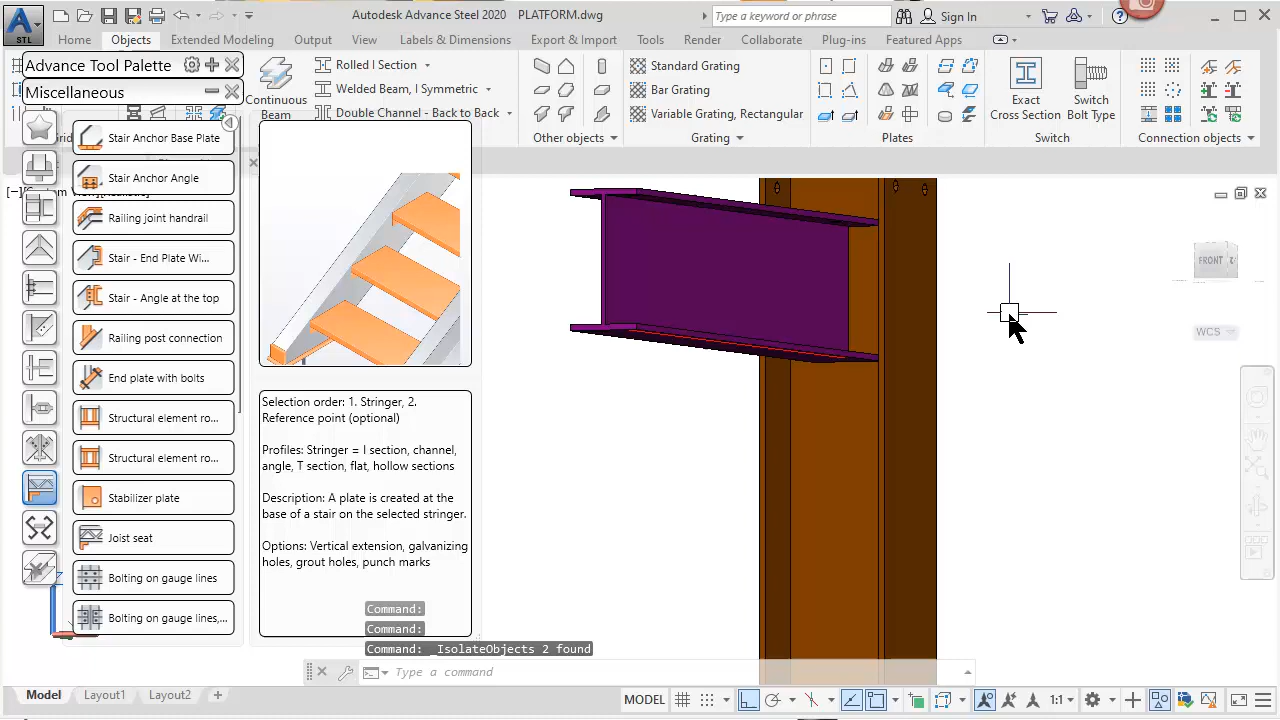 Autodesk Advance Steel 2020 PLATFORM.dwg
Type a keyword or phrase
Sign In
STL
Home Objects Extended Modeling Output View Labels & Dimensions Export & Import Tools Render Collaborate Plug-ins Featured Apps
Advance Tool Palette
Miscellaneous
Continuous
Beam
Rolled I Section
Welded Beam, I Symmetric
Double Channel - Back to Back
Other objects
Standard Grating
Bar Grating
Variable Grating, Rectangular
Grating
Plates
Exact
Cross Section
Switch
Bolt Type
Switch
Connection objects
Stair Anchor Base Plate
Stair Anchor Angle
Railing joint handrail
Stair - End Plate Wi...
Stair - Angle at the top
Railing post connection
End plate with bolts
Structural element ro...
Structural element ro...
Stabilizer plate
Joist seat
Bolting on gauge lines
Bolting on gauge lines,...
Selection order: 1. Stringer, 2.
Reference point (optional)
Profiles: Stringer = I section, channel,
angle, T section, flat, hollow sections
Description: A plate is created at the
base of a stair on the selected stringer.
Options: Vertical extension, galvanizing
holes, grout holes, punch marks
FRONT
WCS
Command:
Command:
Command: _IsolateObjects 2 found
Type a command
Model Layout1 Layout2 +
MODEL
1:1